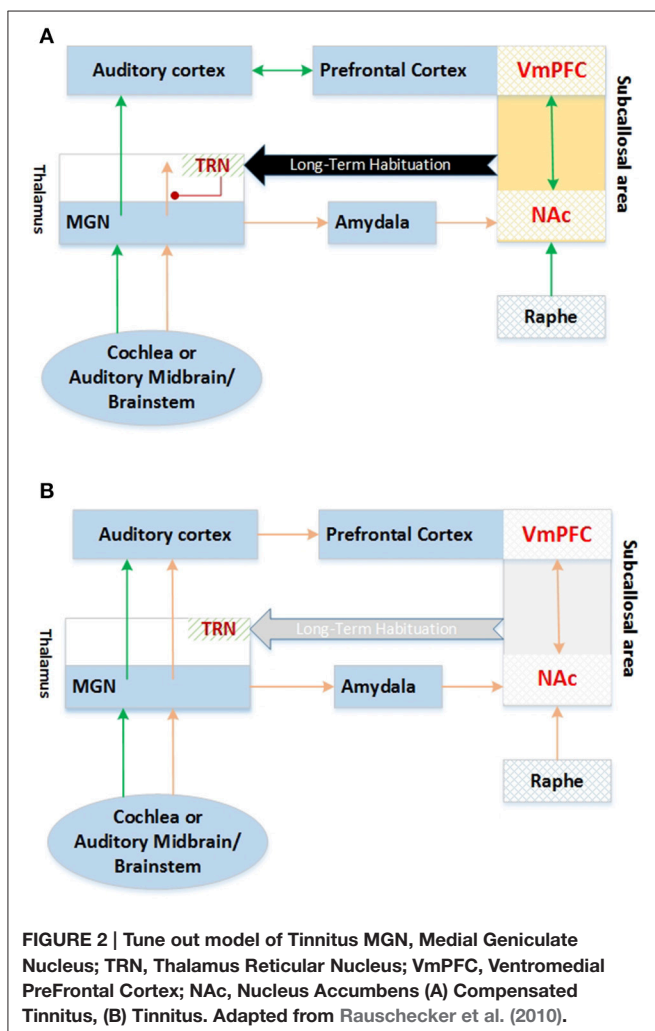 A
Auditory cortex
Prefrontal Cortex
VmPFC
Subcallosal area
Thalamus
TRN
Long-Term Habituation
MGN
Amydala
NAc
Raphe
Cochlea or
Auditory Midbrain/
Brainstem
B
Auditory cortex
Prefrontal Cortex
VmPFC
Subcallosal area
Thalamus
TRN
Long-Term Habituation
MGN
Amydala
NAc
Raphe
Cochlea or
Auditory Midbrain/
Brainstem
FIGURE 2 | Tune out model of Tinnitus MGN, Medial Geniculate
Nucleus; TRN, Thalamus Reticular Nucleus; VmPFC, Ventromedial
PreFrontal Cortex; NAc, Nucleus Accumbens (A) Compensated
Tinnitus, (B) Tinnitus. Adapted from Rauschecker et al. (2010).